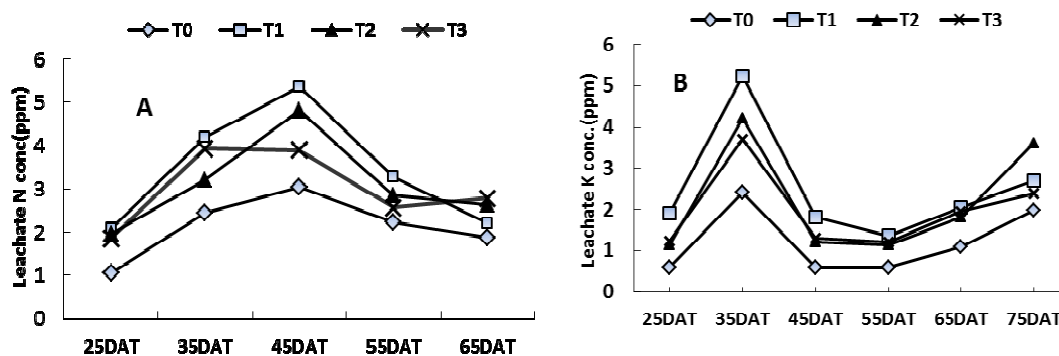 T0 T1 T2 T3
A
Leachate N conc(ppm)
6
5
4
3
2
1
0
25DAT 35DAT 45DAT 55DAT 65DAT
T0 T1 T2 T3
B
Leachate K conc.(ppm)
6
5
4
3
2
1
0
25DAT 35DAT 45DAT 55DAT 65DAT 75DAT